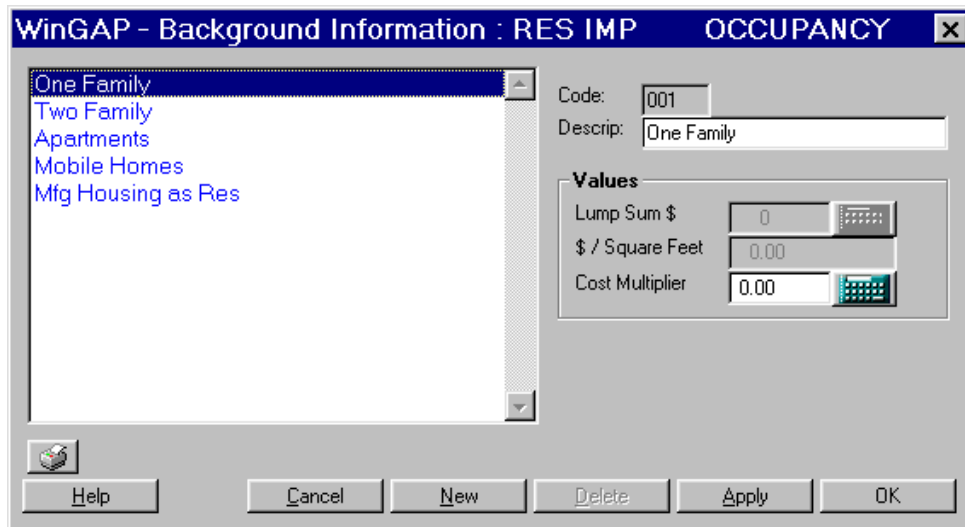 WinGAP - Background Information : RES IMP OCCUPANCY
One Family
Two Family
Apartments
Mobile Homes
Mfg Housing as Res
Code: 001
Descrip: One Family
Values
Lump Sum $ 0
$ / Square Feet 0.00
Cost Multiplier 0.00
Help Cancel New Delete Apply OK